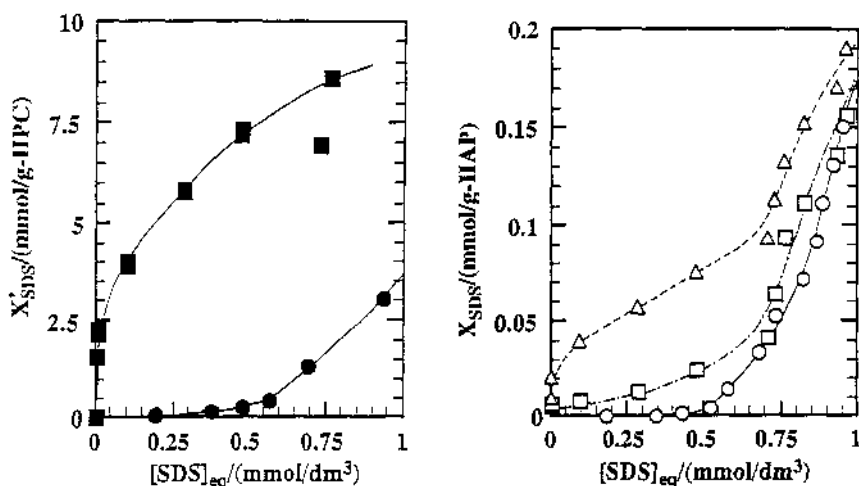 10
7.5
5
2.5
0
0 0.25 0.5 0.75 1
X'SDS/(mmol/g-HPC)
[SDS]eq/(mmol/dm³)
0.2
0.15
0.1
0.05
0
0 0.25 0.5 0.75 1
XSDS/(mmol/g-HAP)
[SDS]eq/(mmol/dm³)